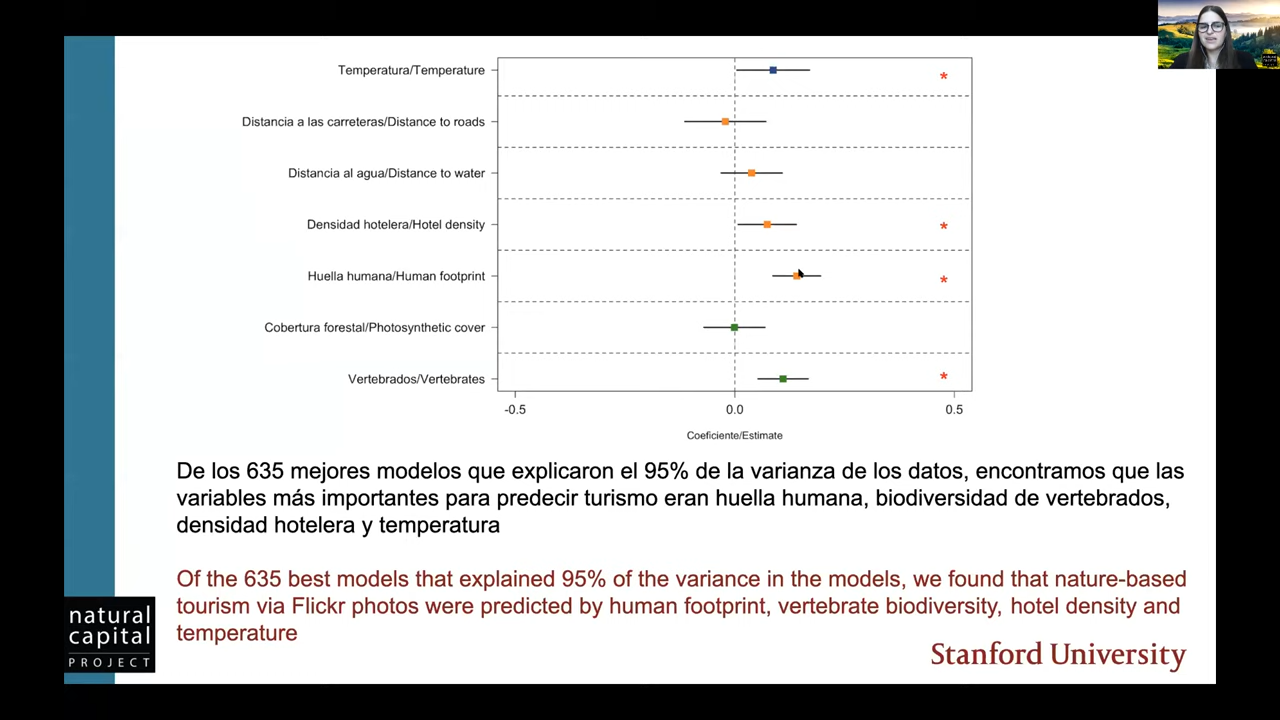 Temperatura/Temperature
*
Distancia a las carreteras/Distance to roads
Distancia al agua/Distance to water
Densidad hotelera/Hotel density
*
Huella humana/Human footprint
*
Cobertura forestal/Photosynthetic cover
Vertebrados/Vertebrates
*
-0.5 0.0 0.5
Coeficiente/Estimate
De los 635 mejores modelos que explicaron el 95% de la varianza de los datos, encontramos que las
variables más importantes para predecir turismo eran huella humana, biodiversidad de vertebrados,
densidad hotelera y temperatura
Of the 635 best models that explained 95% of the variance in the models, we found that nature-based
tourism via Flickr photos were predicted by human footprint, vertebrate biodiversity, hotel density and
temperature
natural
capital
PROJECT
Stanford University